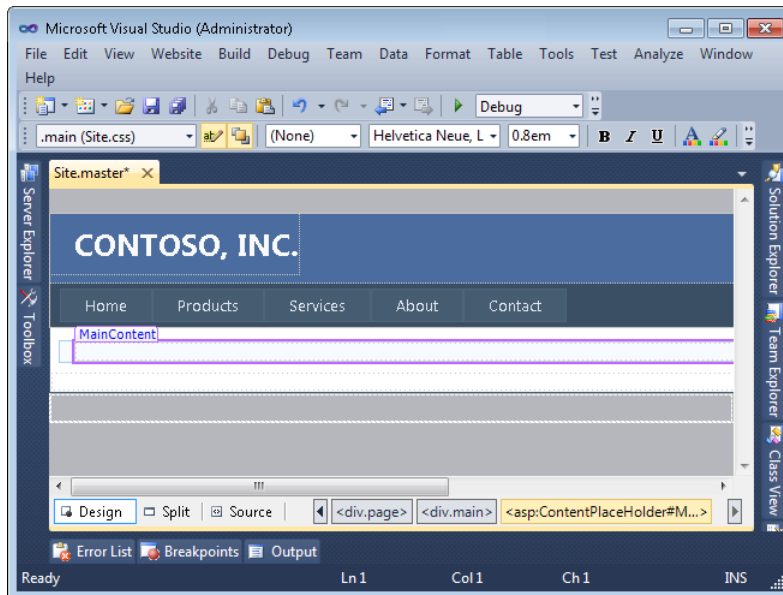 Microsoft Visual Studio (Administrator)
File Edit View Website Build Debug Team Data Format Table Tools Test Analyze Window
Help
Debug
.main (Site.css) (None) Helvetica Neue, L 0.8em B I U A
Site.master*
Server Explorer
Toolbox
Solution Explorer
Team Explorer
Class View
CONTOSO, INC.
Home Products Services About Contact
MainContent
Design Split Source <div.page> <div.main> <asp:ContentPlaceHolder#M...>
Error List Breakpoints Output
Ready Ln 1 Col 1 Ch 1 INS